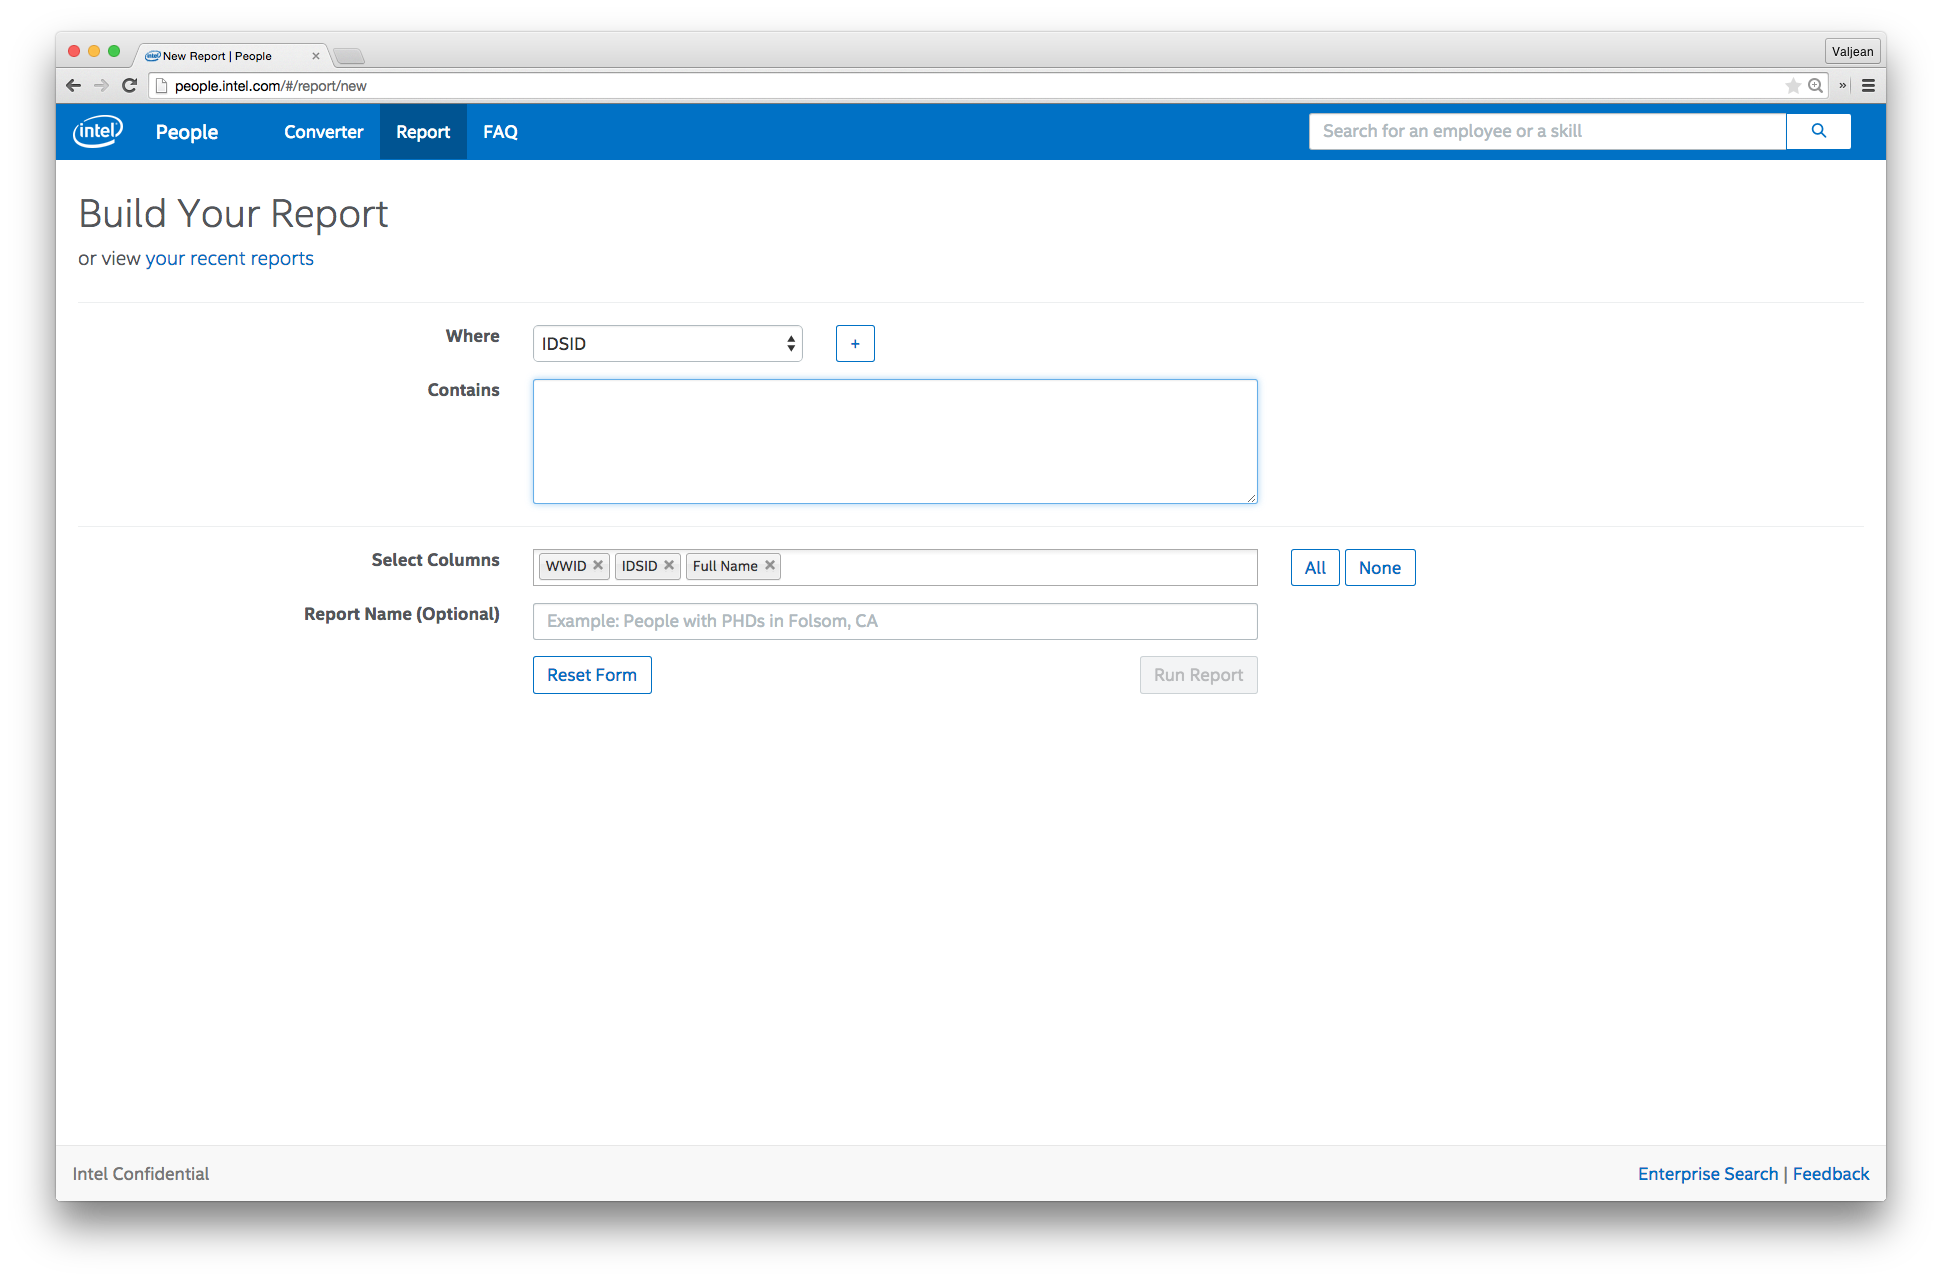 New Report | People
Valjean
people.intel.com/#/report/new
intel People Converter Report FAQ Search for an employee or a skill
Build Your Report
or view your recent reports
Where IDSID +
Contains
Select Columns WWID IDSID Full Name All None
Report Name (Optional) Example: People with PHDs in Folsom, CA
Reset Form Run Report
Intel Confidential Enterprise Search | Feedback